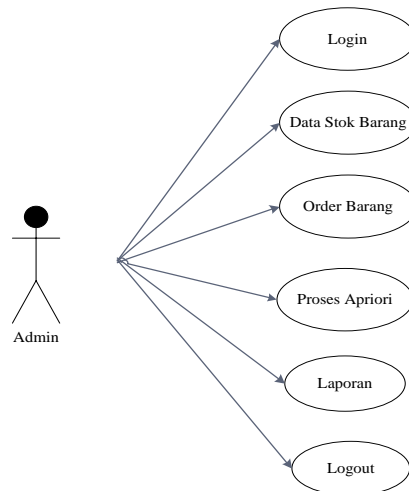 Login
Data Stok Barang
Order Barang
Proses Apriori
Admin
Laporan
Logout